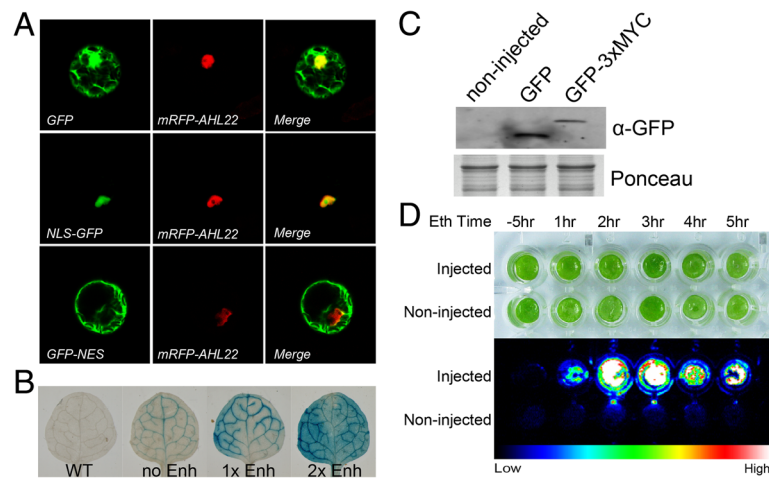 A
GFP
mRFP-AHL22
Merge
NLS-GFP
mRFP-AHL22
Merge
GFP-NES
mRFP-AHL22
Merge
B
WT
no Enh
1x Enh
2x Enh
C
non-injected
GFP
GFP-3xMYC
α-GFP
Ponceau
D
Eth Time -5hr 1hr 2hr 3hr 4hr 5hr
Injected
Non-injected
Injected
Non-injected
Low
High